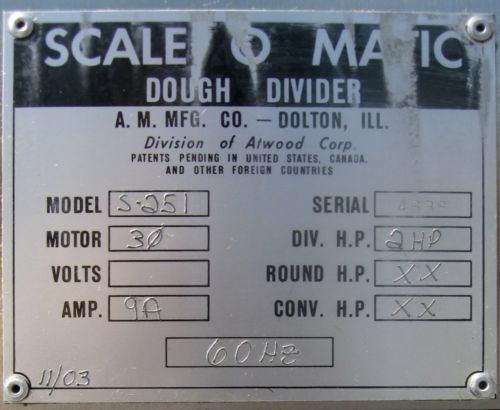 SCALE O MATIC
DOUGH DIVIDER
A. M. MFG. CO. — DOLTON, ILL.
Division of Atwood Corp.
PATENTS PENDING IN UNITED STATES, CANADA,
AND OTHER FOREIGN COUNTRIES
MODEL S-251 SERIAL
MOTOR 3Ø DIV. H.P. 2HP
VOLTS ROUND H.P. XX
AMP. 9A CONV. H.P. XX
60Hz
11/03